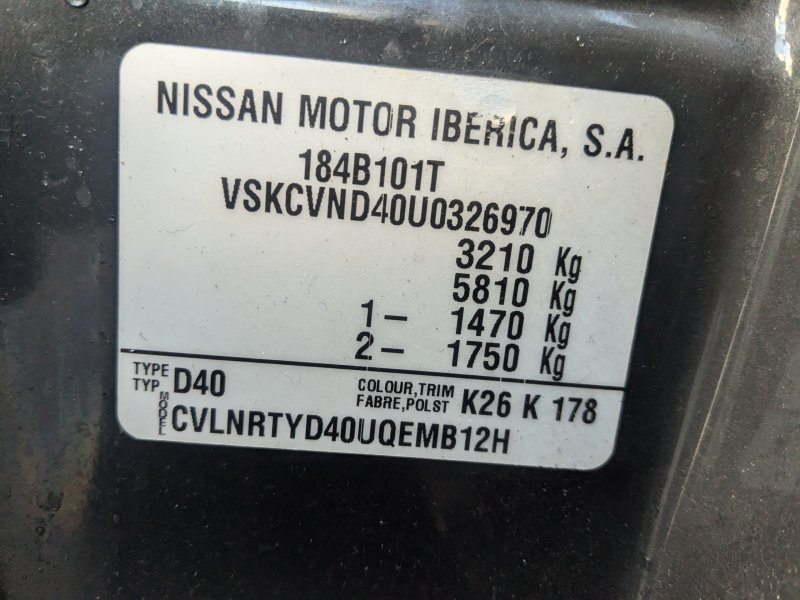 NISSAN MOTOR IBERICA, S.A.
184B101T
VSKCVND40U0326970
3210 Kg
5810 Kg
1- 1470 Kg
2- 1750 Kg
TYPE
TYP D40
COLOUR,TRIM
FABRE,POLST K26 K 178
MODEL CVLNRTYD40UQEMB12H